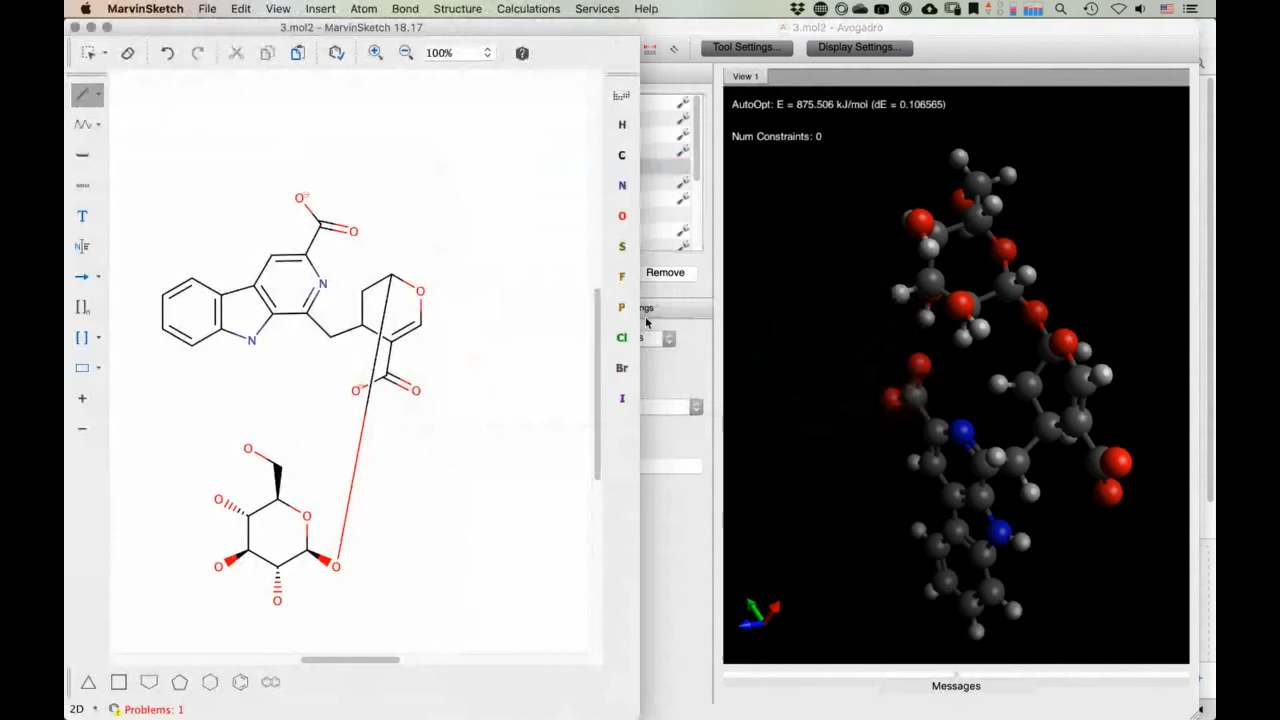 MarvinSketch File Edit View Insert Atom Bond Structure Calculations Services Help
3.mol2 - MarvinSketch 18.17
3.mol2 - Avogadro
100%
Tool Settings...
Display Settings...
View 1
AutoOpt: E = 875.506 kJ/mol (dE = 0.106565)
Num Constraints: 0
H
C
N
O
S
F
P
Cl
Br
I
T
O⊖
O
N
O
N
O⊖
O
O
O
O
O
O
O
Remove
ngs
s
Messages
2D
Problems: 1